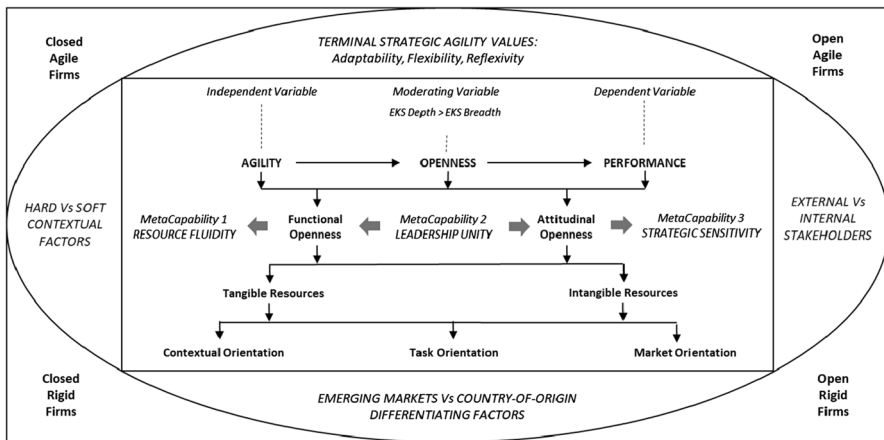 Closed
Agile
Firms
TERMINAL STRATEGIC AGILITY VALUES:
Adaptability, Flexibility, Reflexivity
Open
Agile
Firms
Independent Variable
Moderating Variable
Dependent Variable
EKS Depth > EKS Breadth
AGILITY
OPENNESS
PERFORMANCE
HARD Vs SOFT
CONTEXTUAL
FACTORS
MetaCapability 1
RESOURCE FLUIDITY
Functional
Openness
MetaCapability 2
LEADERSHIP UNITY
Attitudinal
Openness
MetaCapability 3
STRATEGIC SENSITIVITY
EXTERNAL Vs
INTERNAL
STAKEHOLDERS
Tangible Resources
Intangible Resources
Contextual Orientation
Task Orientation
Market Orientation
Closed
Rigid
Firms
EMERGING MARKETS Vs COUNTRY-OF-ORIGIN
DIFFERENTIATING FACTORS
Open
Rigid
Firms